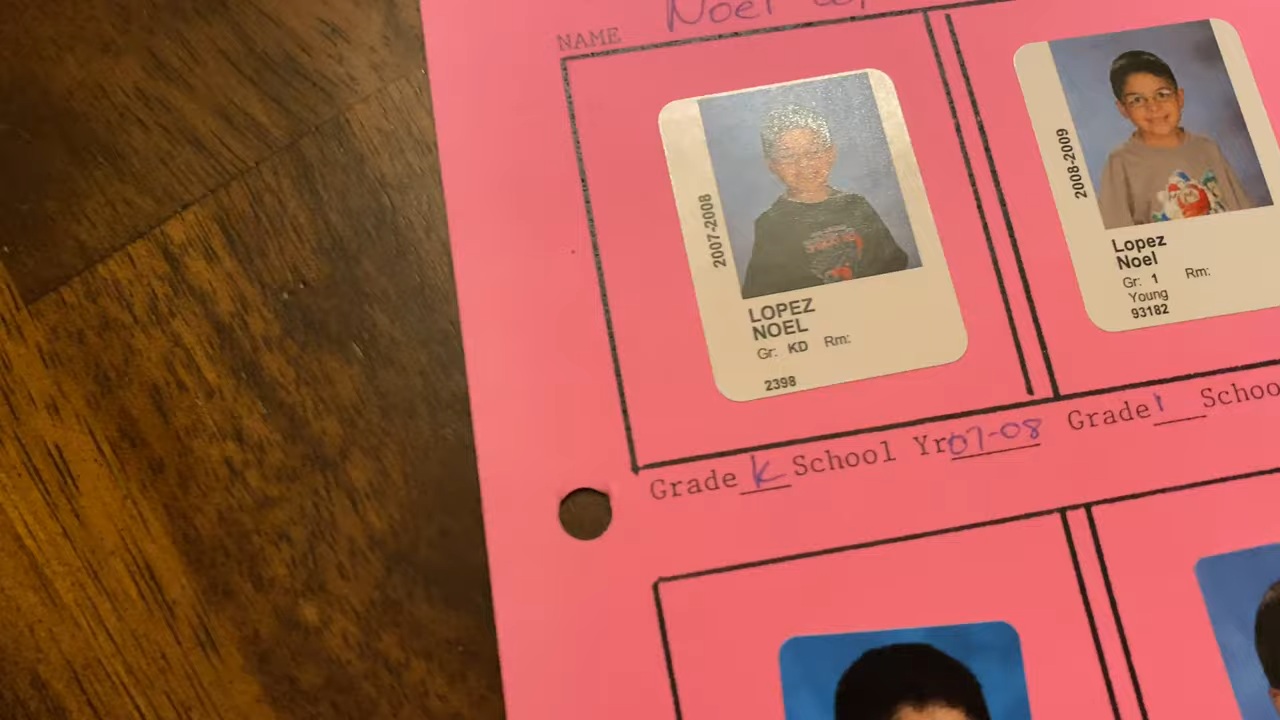 NAME Noel
2007-2008
LOPEZ
NOEL
Gr: KD Rm:
2398
2008-2009
Lopez
Noel
Gr: 1 Rm:
Young
93182
Grade K School Yr 07-08 Grade 1